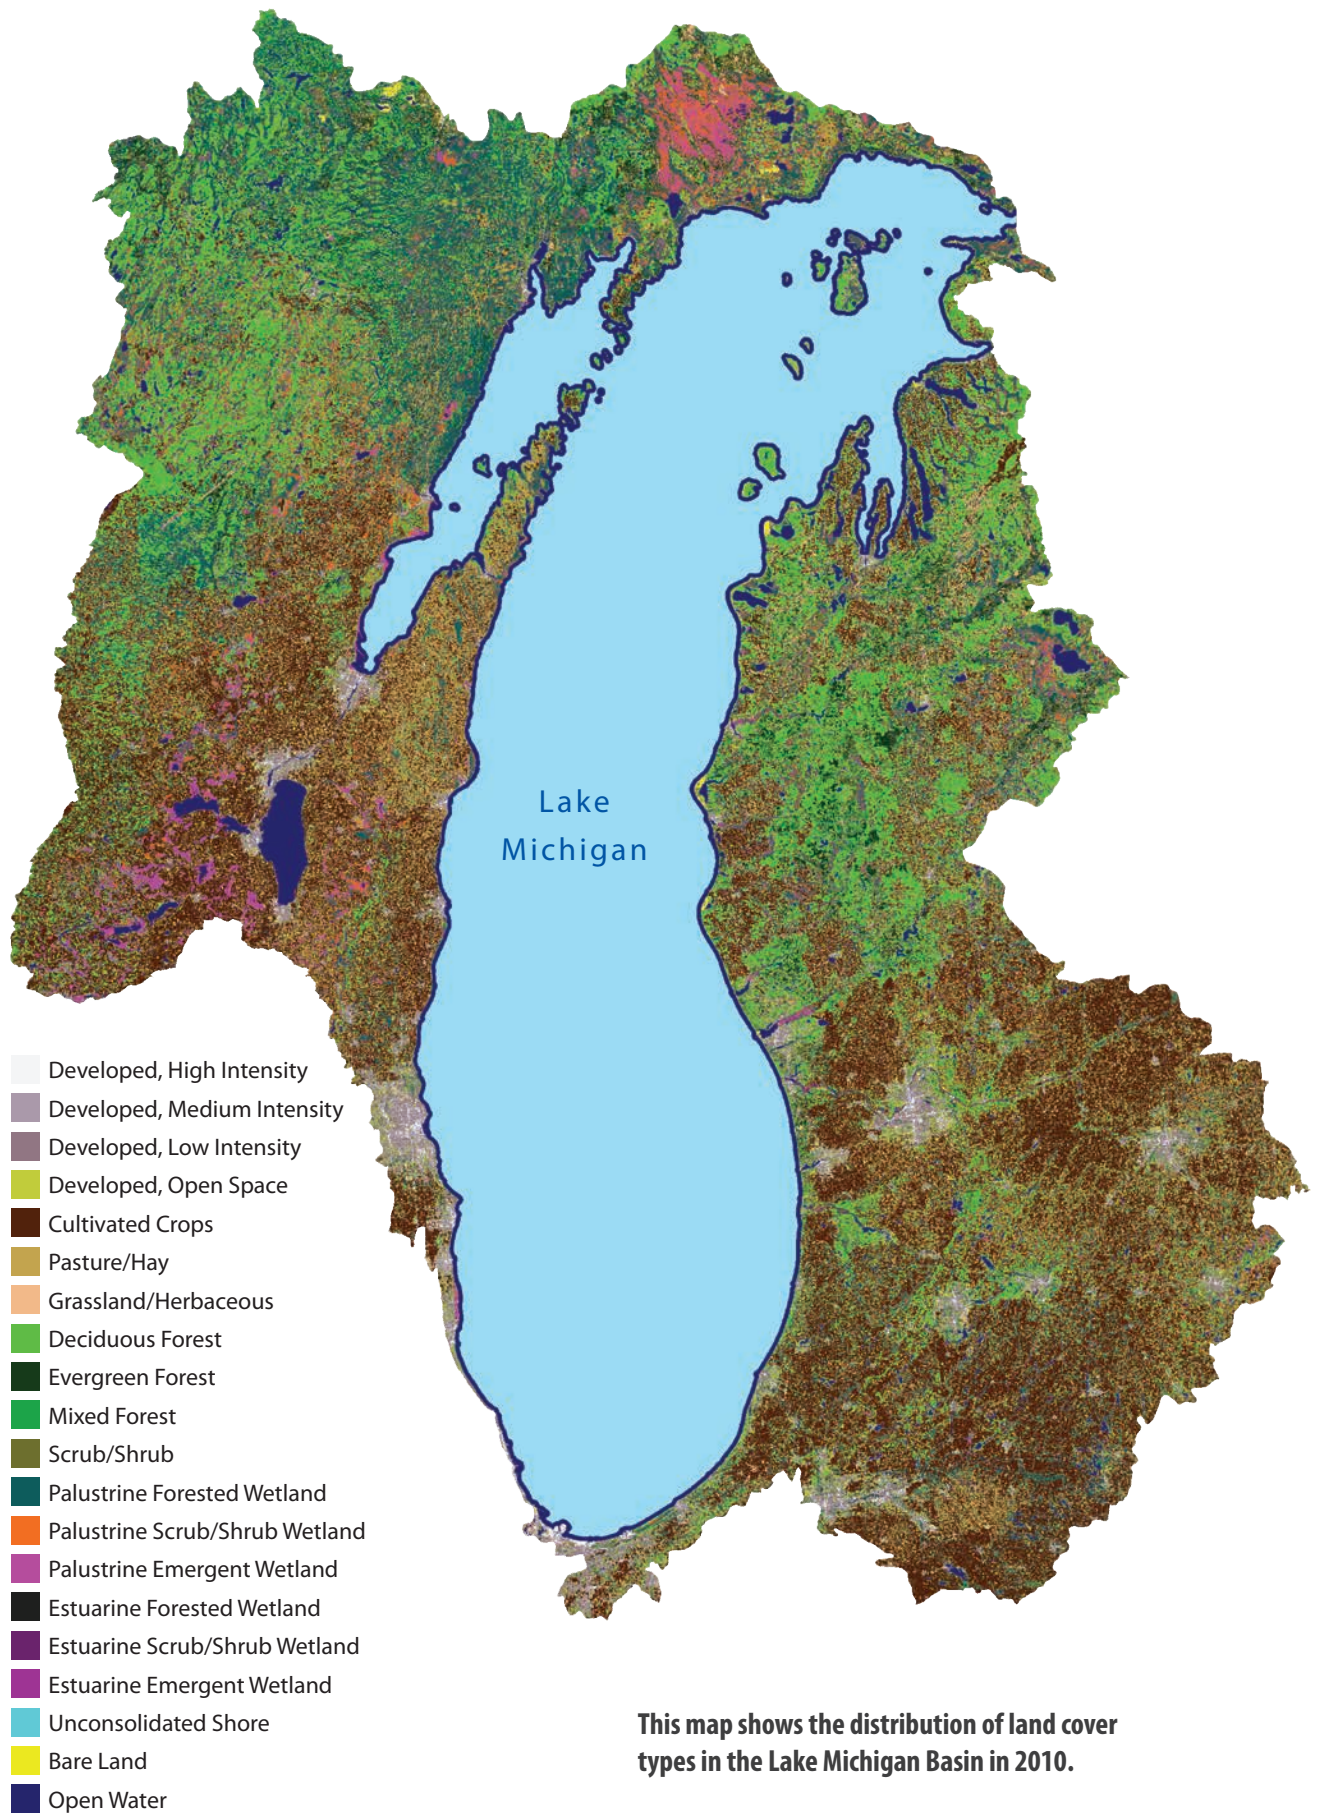 Lake
Michigan
Developed, High Intensity
Developed, Medium Intensity
Developed, Low Intensity
Developed, Open Space
Cultivated Crops
Pasture/Hay
Grassland/Herbaceous
Deciduous Forest
Evergreen Forest
Mixed Forest
Scrub/Shrub
Palustrine Forested Wetland
Palustrine Scrub/Shrub Wetland
Palustrine Emergent Wetland
Estuarine Forested Wetland
Estuarine Scrub/Shrub Wetland
Estuarine Emergent Wetland
Unconsolidated Shore
Bare Land
Open Water
This map shows the distribution of land cover
types in the Lake Michigan Basin in 2010.